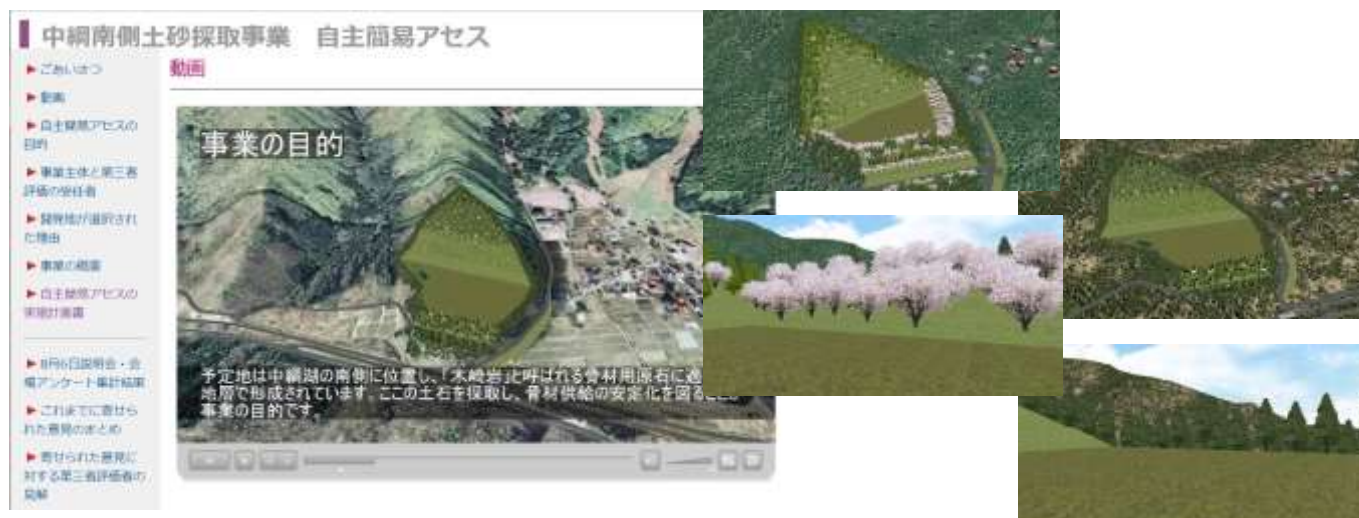 中綱南側土砂採取事業　自主簡易アセス
動画
ごあいさつ
動画
自主簡易アセスの
目的
事業主体と第三者
評価の受任者
開発地が選択され
た理由
事業の概要
自主簡易アセスの
実施計画書
8月6日説明会・会
場アンケート集計結果
これまでに寄せら
れた意見のまとめ
寄せられた意見に
対する第三者評価者の
見解
事業の目的
予定地は中綱湖の南側に位置し、「木崎岩」と呼ばれる骨材用原石に適
地層で形成されています。ここの土石を採取し、骨材供給の安定化を図る
事業の目的です。